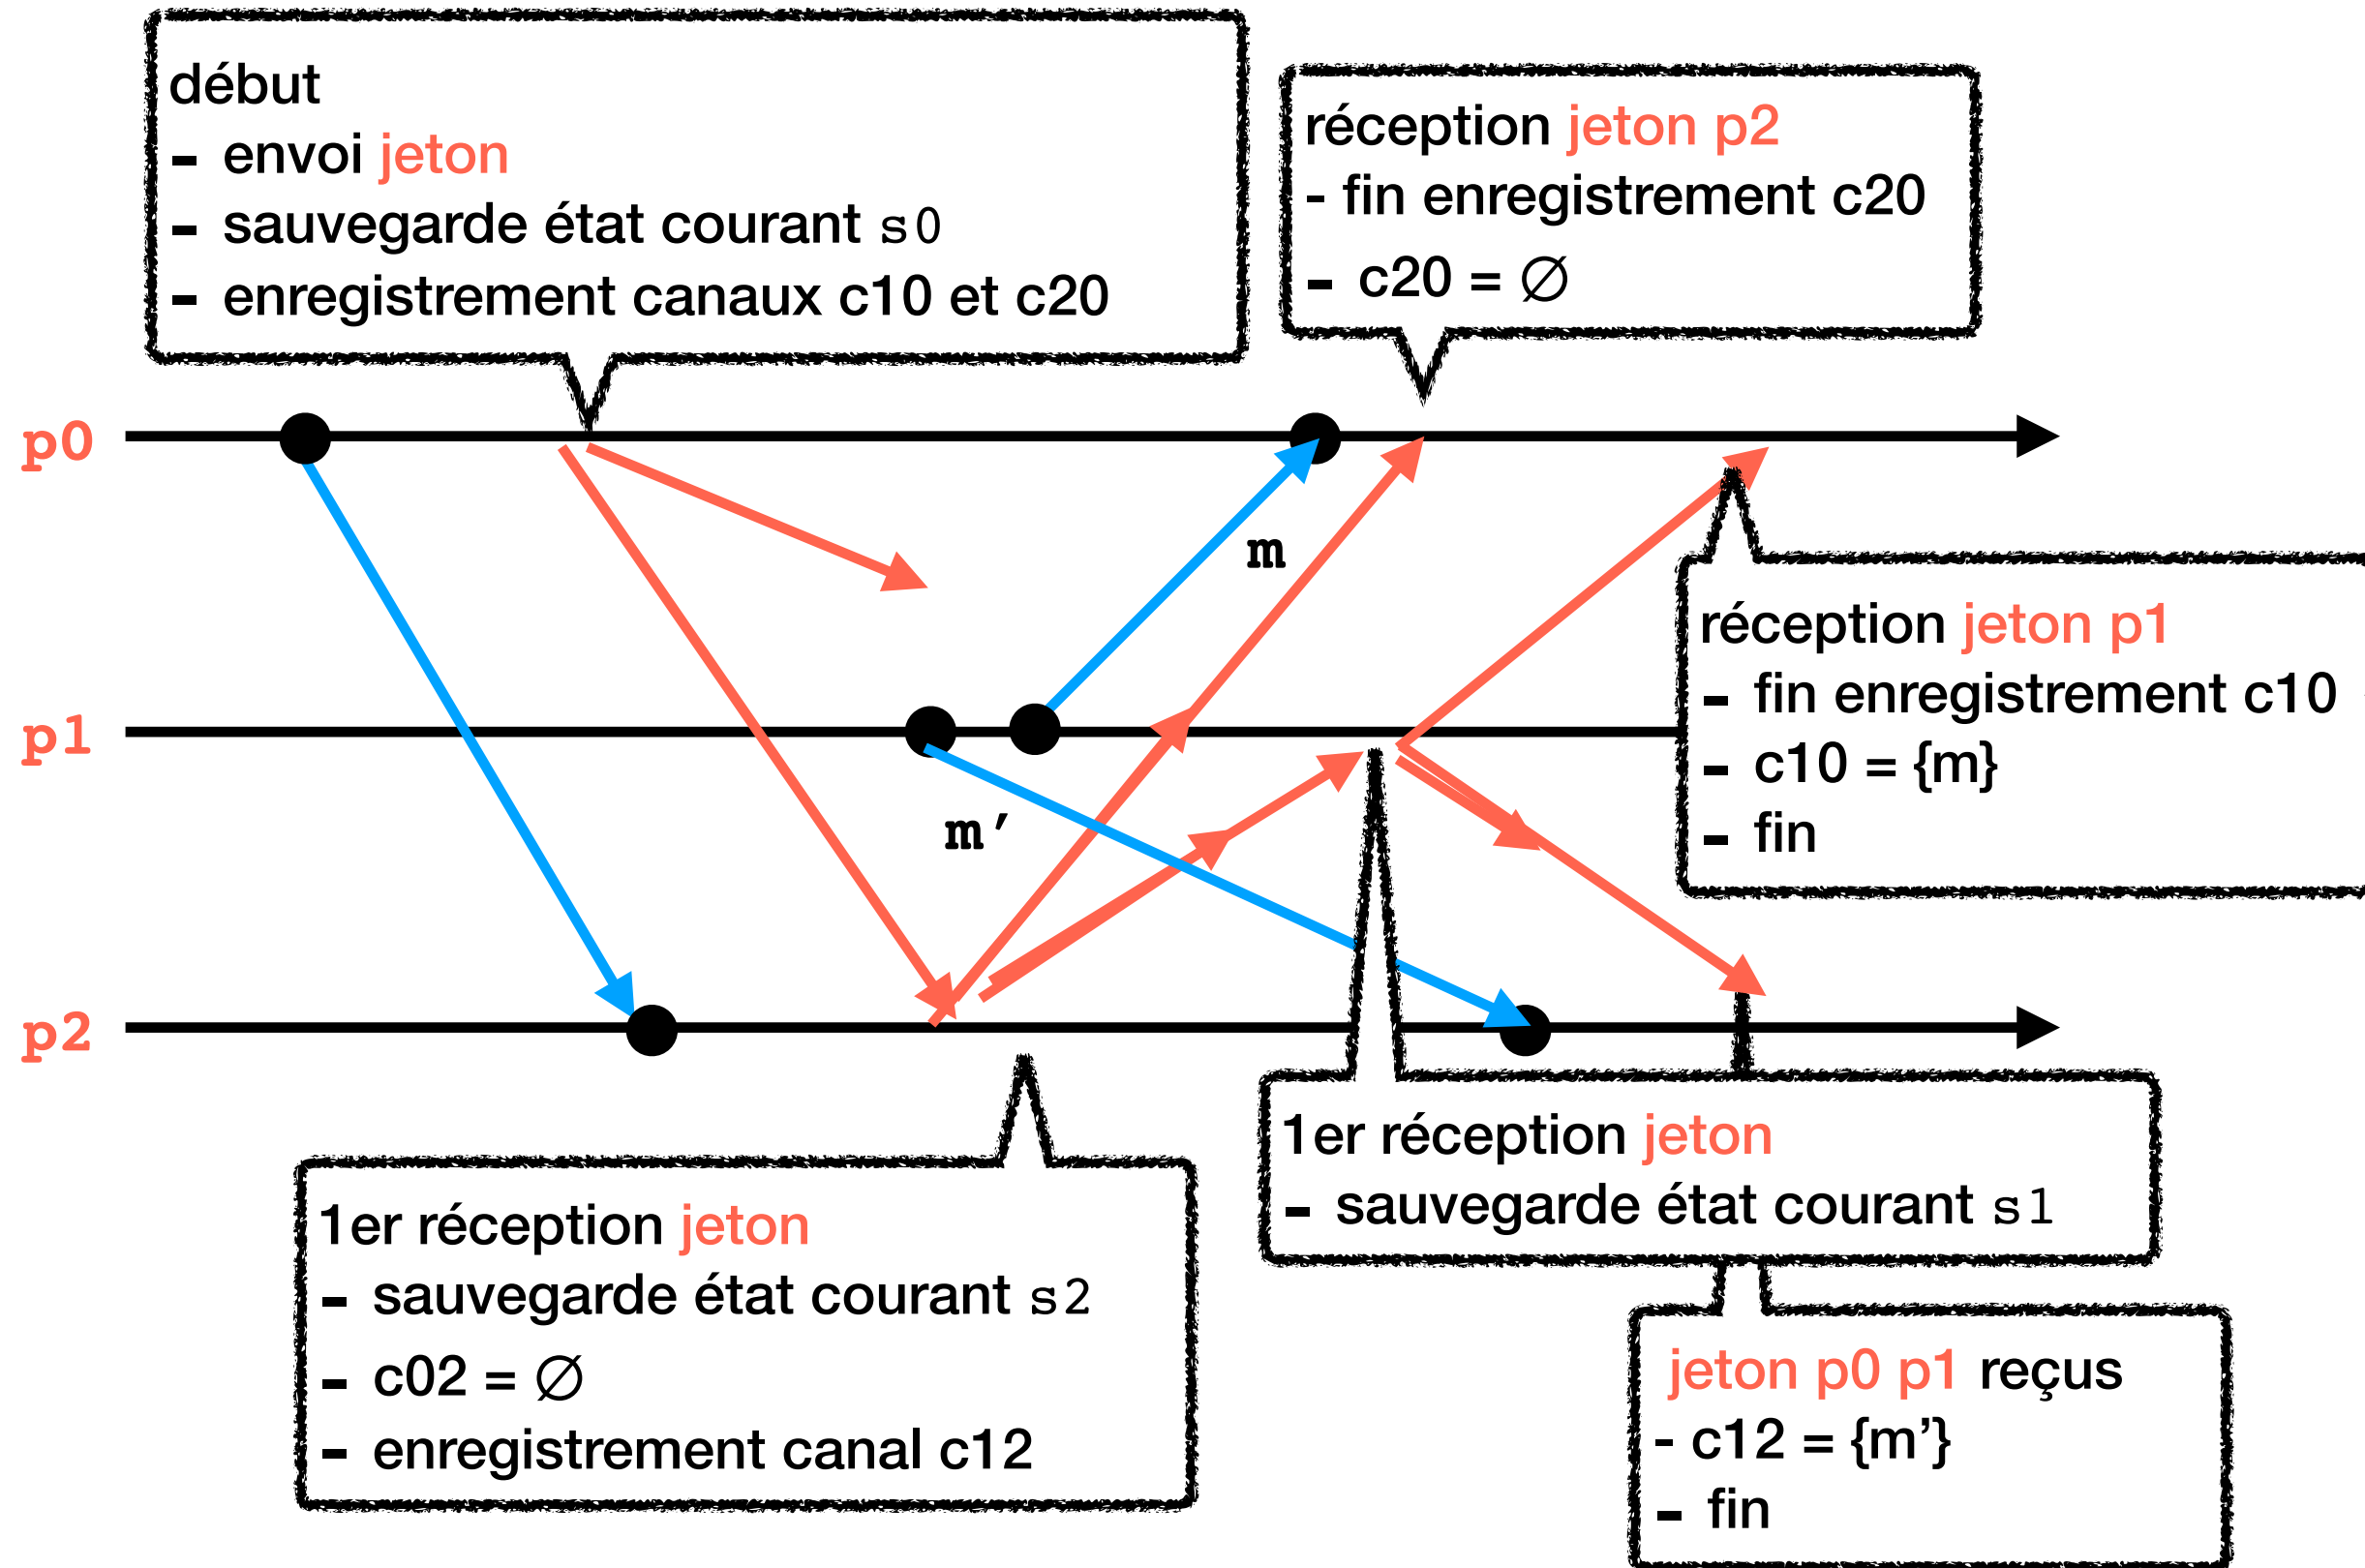 début
- envoi jeton
- sauvegarde état courant s0
- enregistrement canaux c10 et c20
réception jeton p2
- fin enregistrement c20
- c20 = ∅
p0
m
réception jeton p1
- fin enregistrement c10
- c10 = {m}
- fin
p1
m'
p2
1er réception jeton
- sauvegarde état courant s1
1er réception jeton
- sauvegarde état courant s2
- c02 = ∅
- enregistrement canal c12
jeton p0 p1 reçus
- c12 = {m’}
- fin